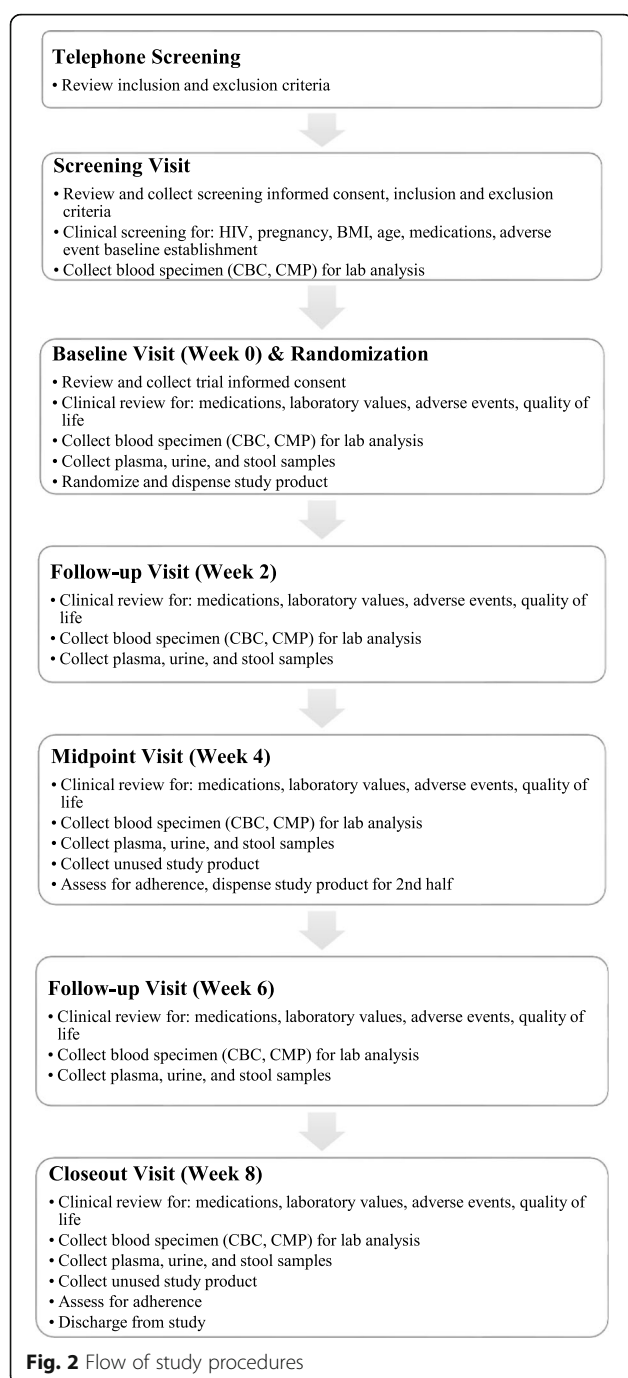 Telephone Screening
• Review inclusion and exclusion criteria
Screening Visit
• Review and collect screening informed consent, inclusion and exclusion
criteria
• Clinical screening for: HIV, pregnancy, BMI, age, medications, adverse
event baseline establishment
• Collect blood specimen (CBC, CMP) for lab analysis
Baseline Visit (Week 0) & Randomization
• Review and collect trial informed consent
• Clinical review for: medications, laboratory values, adverse events, quality of
life
• Collect blood specimen (CBC, CMP) for lab analysis
• Collect plasma, urine, and stool samples
• Randomize and dispense study product
Follow-up Visit (Week 2)
• Clinical review for: medications, laboratory values, adverse events, quality of
life
• Collect blood specimen (CBC, CMP) for lab analysis
• Collect plasma, urine, and stool samples
Midpoint Visit (Week 4)
• Clinical review for: medications, laboratory values, adverse events, quality of
life
• Collect blood specimen (CBC, CMP) for lab analysis
• Collect plasma, urine, and stool samples
• Collect unused study product
• Assess for adherence, dispense study product for 2nd half
Follow-up Visit (Week 6)
• Clinical review for: medications, laboratory values, adverse events, quality of
life
• Collect blood specimen (CBC, CMP) for lab analysis
• Collect plasma, urine, and stool samples
Closeout Visit (Week 8)
• Clinical review for: medications, laboratory values, adverse events, quality of
life
• Collect blood specimen (CBC, CMP) for lab analysis
• Collect plasma, urine, and stool samples
• Collect unused study product
• Assess for adherence
• Discharge from study
Fig. 2 Flow of study procedures